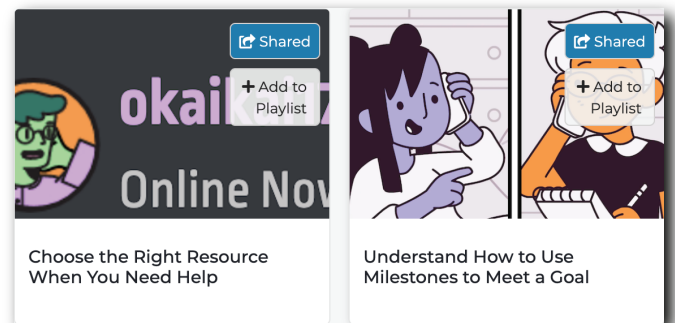 Shared
+ Add to
Playlist
Online
Choose the Right Resource
When You Need Help
Shared
+ Add to
Playlist
Understand How to Use
Milestones to Meet a Goal